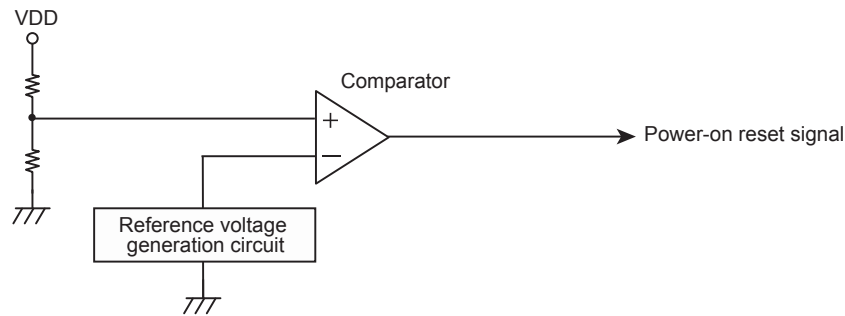 VDD
Comparator
+
Power-on reset signal
—
Reference voltage
generation circuit